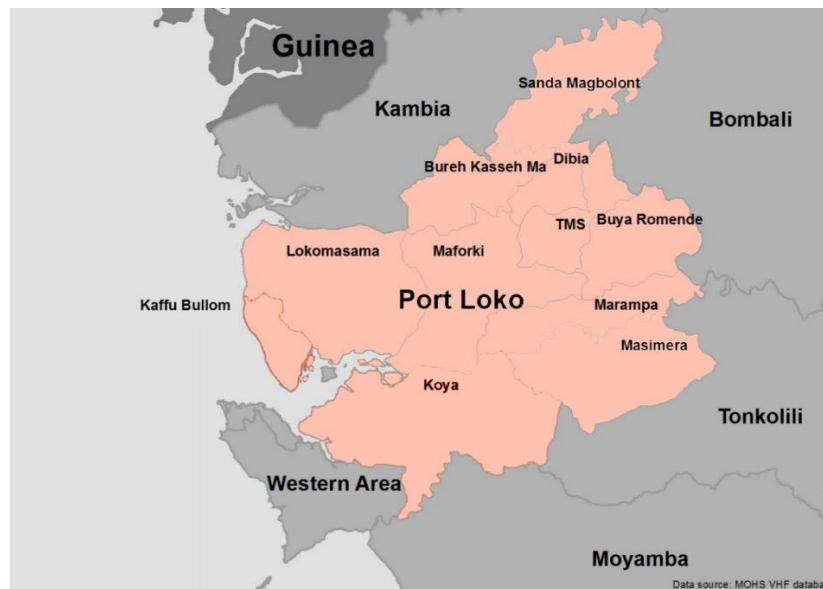 Guinea
Sanda Magbolont
Kambia
Bombali
Bureh Kasseh Ma
Dibia
TMS
Buya Romende
Lokomasama
Maforki
Kaffu Bullom
Port Loko
Marampa
Masimera
Koya
Tonkolili
Western Area
Moyamba
Data source: MOHS VHF databa